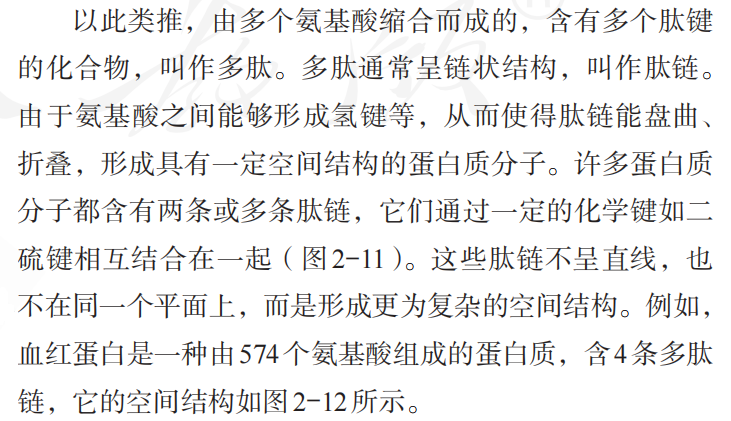 以此类推，由多个氨基酸缩合而成的，含有多个肽键
的化合物，叫作多肽。多肽通常呈链状结构，叫作肽链。
由于氨基酸之间能够形成氢键等，从而使得肽链能盘曲、
折叠，形成具有一定空间结构的蛋白质分子。许多蛋白质
分子都含有两条或多条肽链，它们通过一定的化学键如二
硫键相互结合在一起（图2-11）。这些肽链不呈直线，也
不在同一个平面上，而是形成更为复杂的空间结构。例如，
血红蛋白是一种由574个氨基酸组成的蛋白质，含4条多肽
链，它的空间结构如图2-12所示。